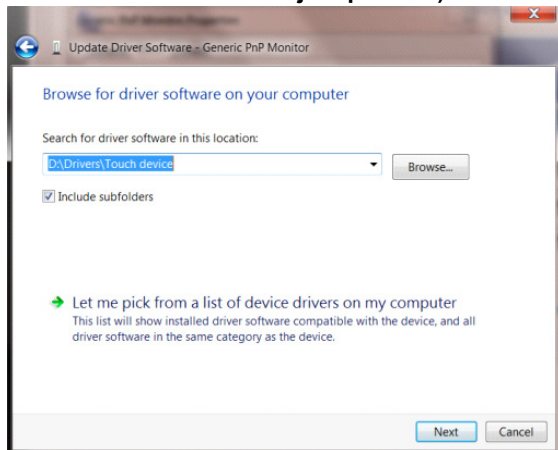 Update Driver Software - Generic PnP Monitor
Browse for driver software on your computer
Search for driver software in this location:
D:\Drivers\Touch device
Browse...
Include subfolders
Let me pick from a list of device drivers on my computer
This list will show installed driver software compatible with the device, and all
driver software in the same category as the device.
Next
Cancel